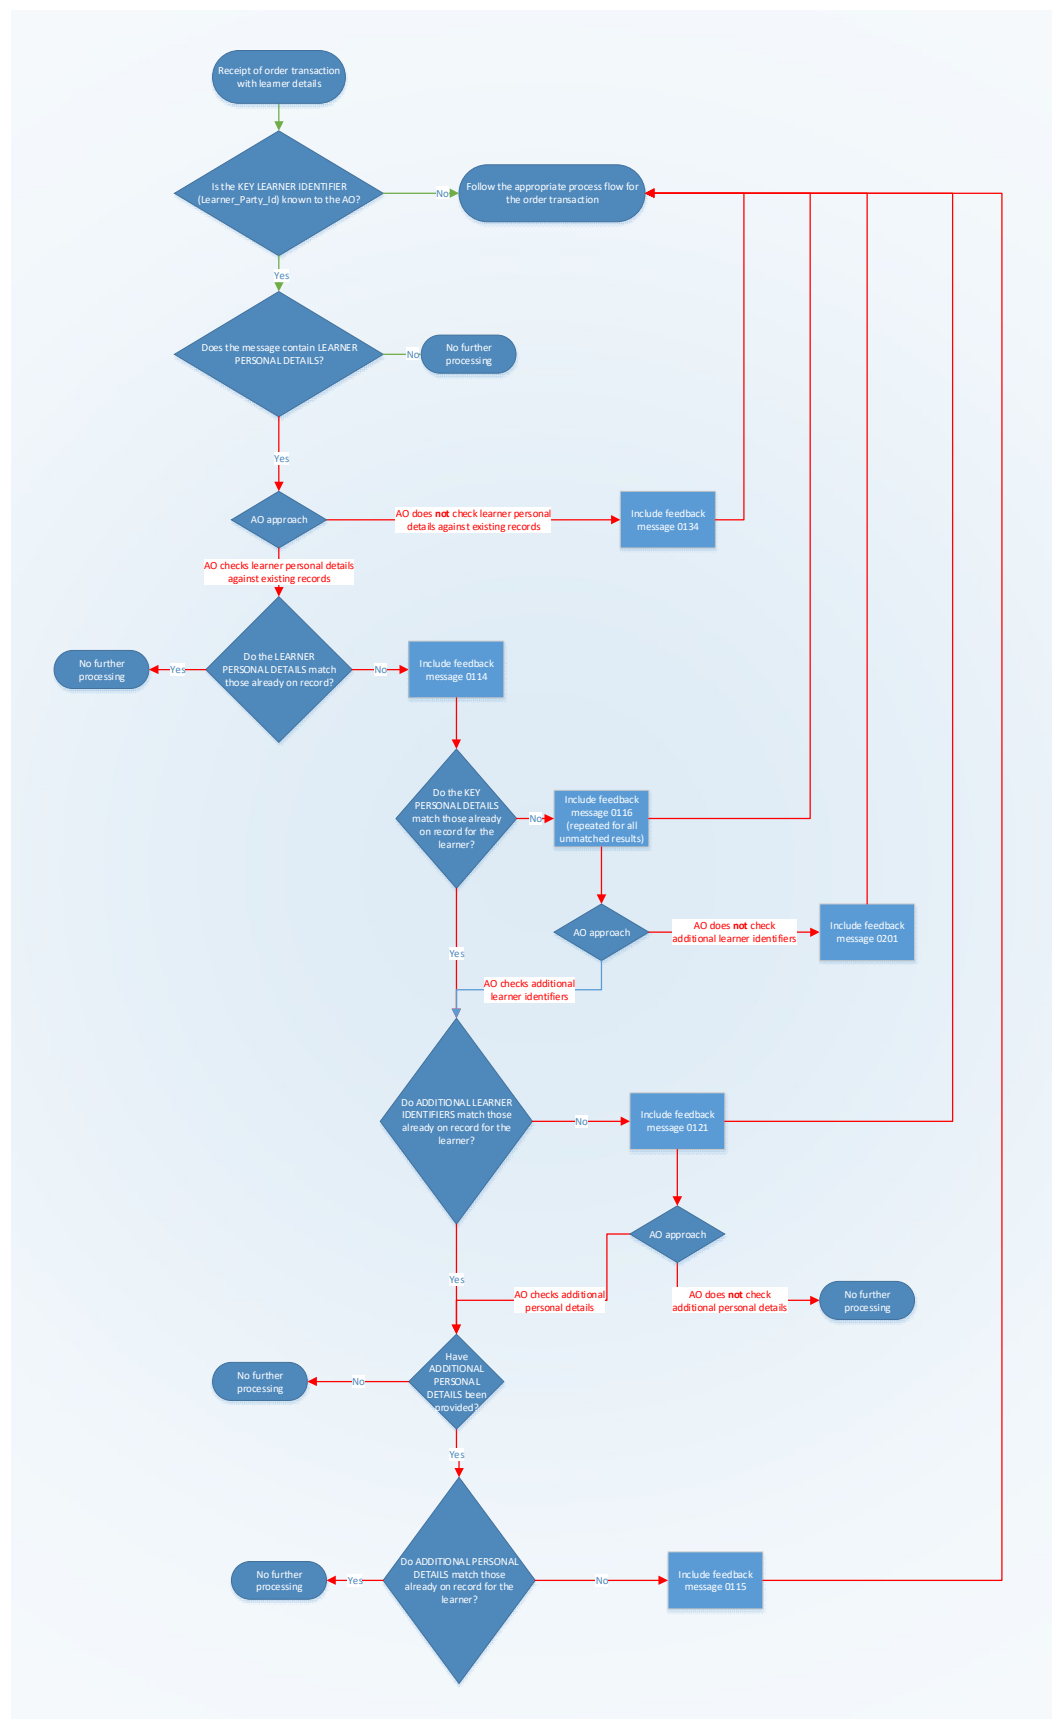 Receipt of order transaction
with learner details
Is the KEY LEARNER IDENTIFIER
(Learner_Party_Id) known to the AO?
No
Follow the appropriate process flow for
the order transaction
Yes
Does the message contain LEARNER
PERSONAL DETAILS?
No
No further
processing
Yes
AO approach
AO does not check learner personal
details against existing records
Include feedback
message 0134
AO checks learner personal details
against existing records
Do the LEARNER
PERSONAL DETAILS match
those already on record?
Yes
No further
processing
No
Include feedback
message 0114
Do the KEY
PERSONAL DETAILS
match those already
on record for the
learner?
No
Include feedback
message 0116
(repeated for all
unmatched results)
AO approach
AO does not check
additional learner identifiers
Include feedback
message 0201
Yes
AO checks additional
learner identifiers
Do ADDITIONAL LEARNER
IDENTIFIERS match those
already on record for the
learner?
No
Include feedback
message 0121
AO approach
Yes
AO checks additional
personal details
AO does not check
additional personal details
No further
processing
Have
ADDITIONAL
PERSONAL
DETAILS been
provided?
No
No further
processing
Yes
Do ADDITIONAL PERSONAL
DETAILS match those
already on record for the
learner?
Yes
No further
processing
No
Include feedback
message 0115